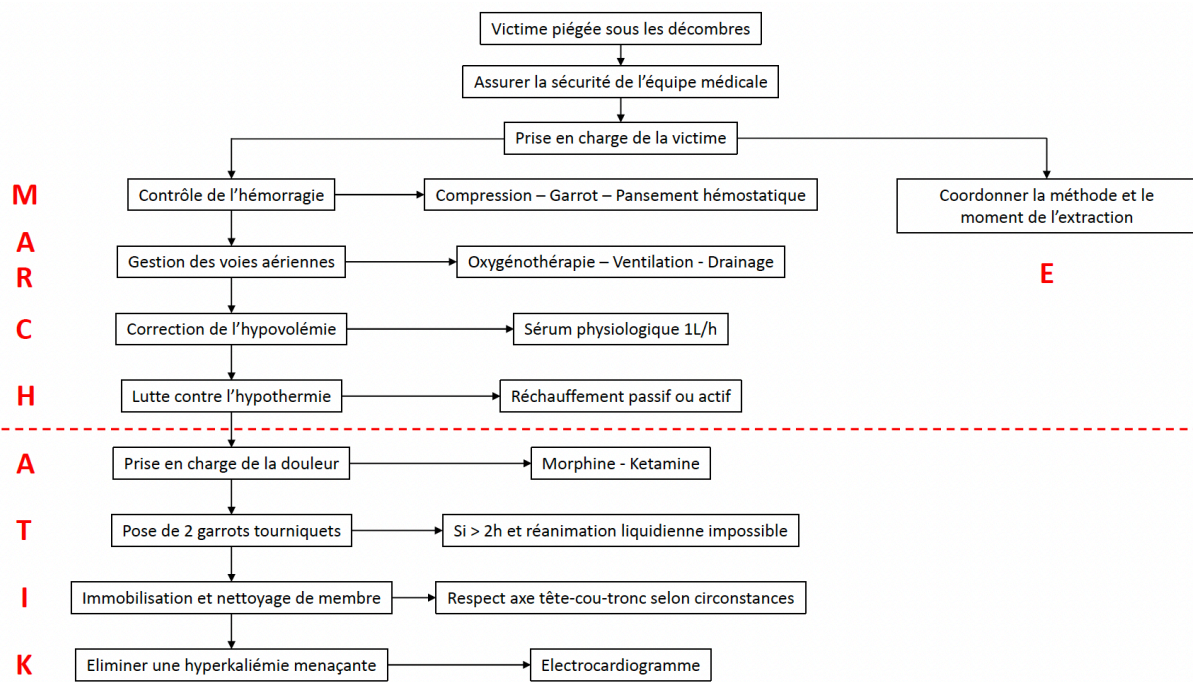 Victime piégée sous les décombres
Assurer la sécurité de l’équipe médicale
Prise en charge de la victime
M
Contrôle de l’hémorragie
Compression – Garrot – Pansement hémostatique
Coordonner la méthode et le
moment de l’extraction
A
R
Gestion des voies aériennes
Oxygénothérapie – Ventilation - Drainage
E
C
Correction de l’hypovolémie
Sérum physiologique 1L/h
H
Lutte contre l’hypothermie
Réchauffement passif ou actif
A
Prise en charge de la douleur
Morphine - Ketamine
T
Pose de 2 garrots tourniquets
Si > 2h et réanimation liquidienne impossible
I
Immobilisation et nettoyage de membre
Respect axe tête-cou-tronc selon circonstances
K
Eliminer une hyperkaliémie menaçante
Electrocardiogramme